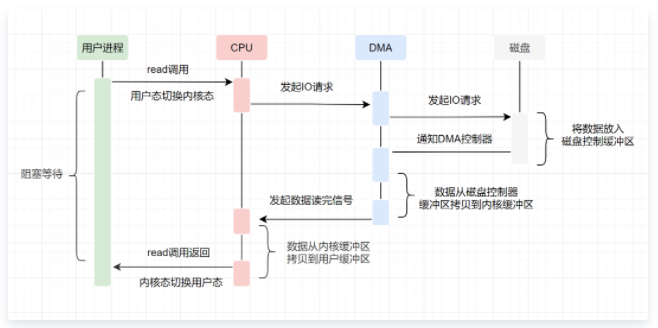 用户进程
CPU
DMA
磁盘
read调用
用户态切换内核态
发起IO请求
发起IO请求
将数据放入
磁盘控制缓冲区
通知DMA控制器
阻塞等待
数据从磁盘控制器
缓冲区拷贝到内核缓冲区
发起数据读完信号
数据从内核缓冲区
拷贝到用户缓冲区
read调用返回
内核态切换用户态